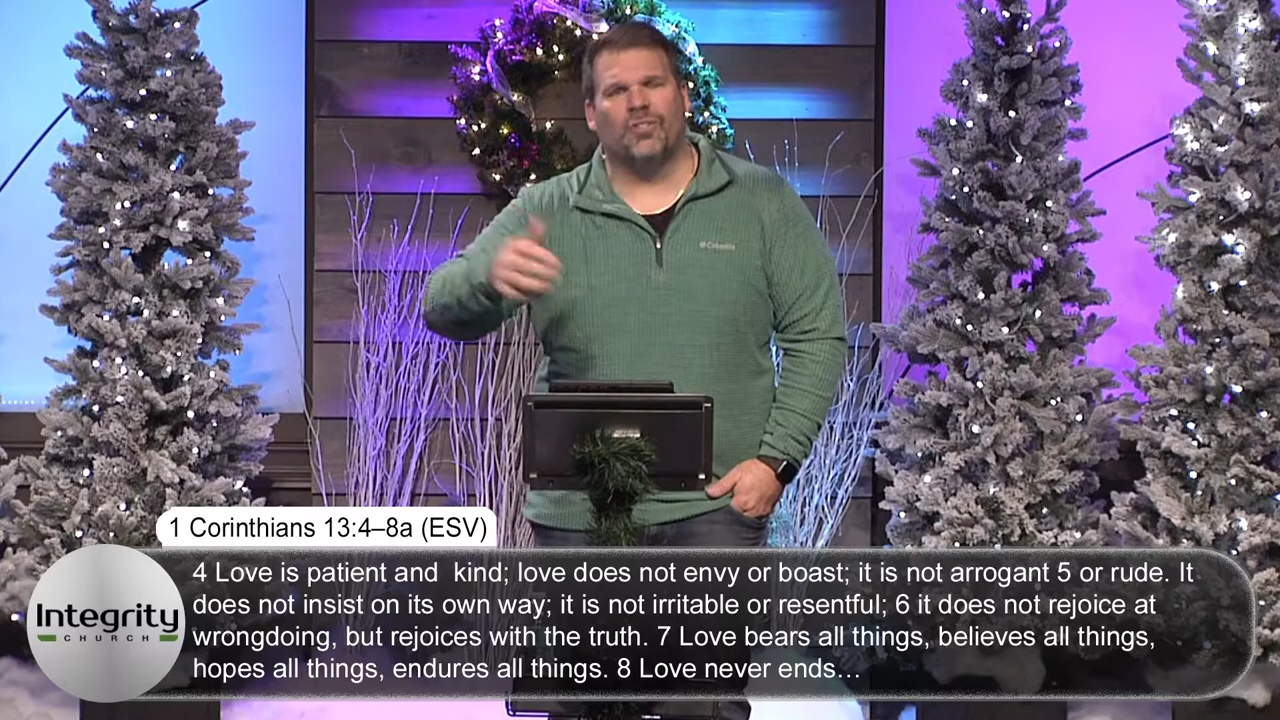 Columbia
1 Corinthians 13:4–8a (ESV)
4 Love is patient and  kind; love does not envy or boast; it is not arrogant 5 or rude. It
does not insist on its own way; it is not irritable or resentful; 6 it does not rejoice at
wrongdoing, but rejoices with the truth. 7 Love bears all things, believes all things,
hopes all things, endures all things. 8 Love never ends…
Integrity
CHURCH